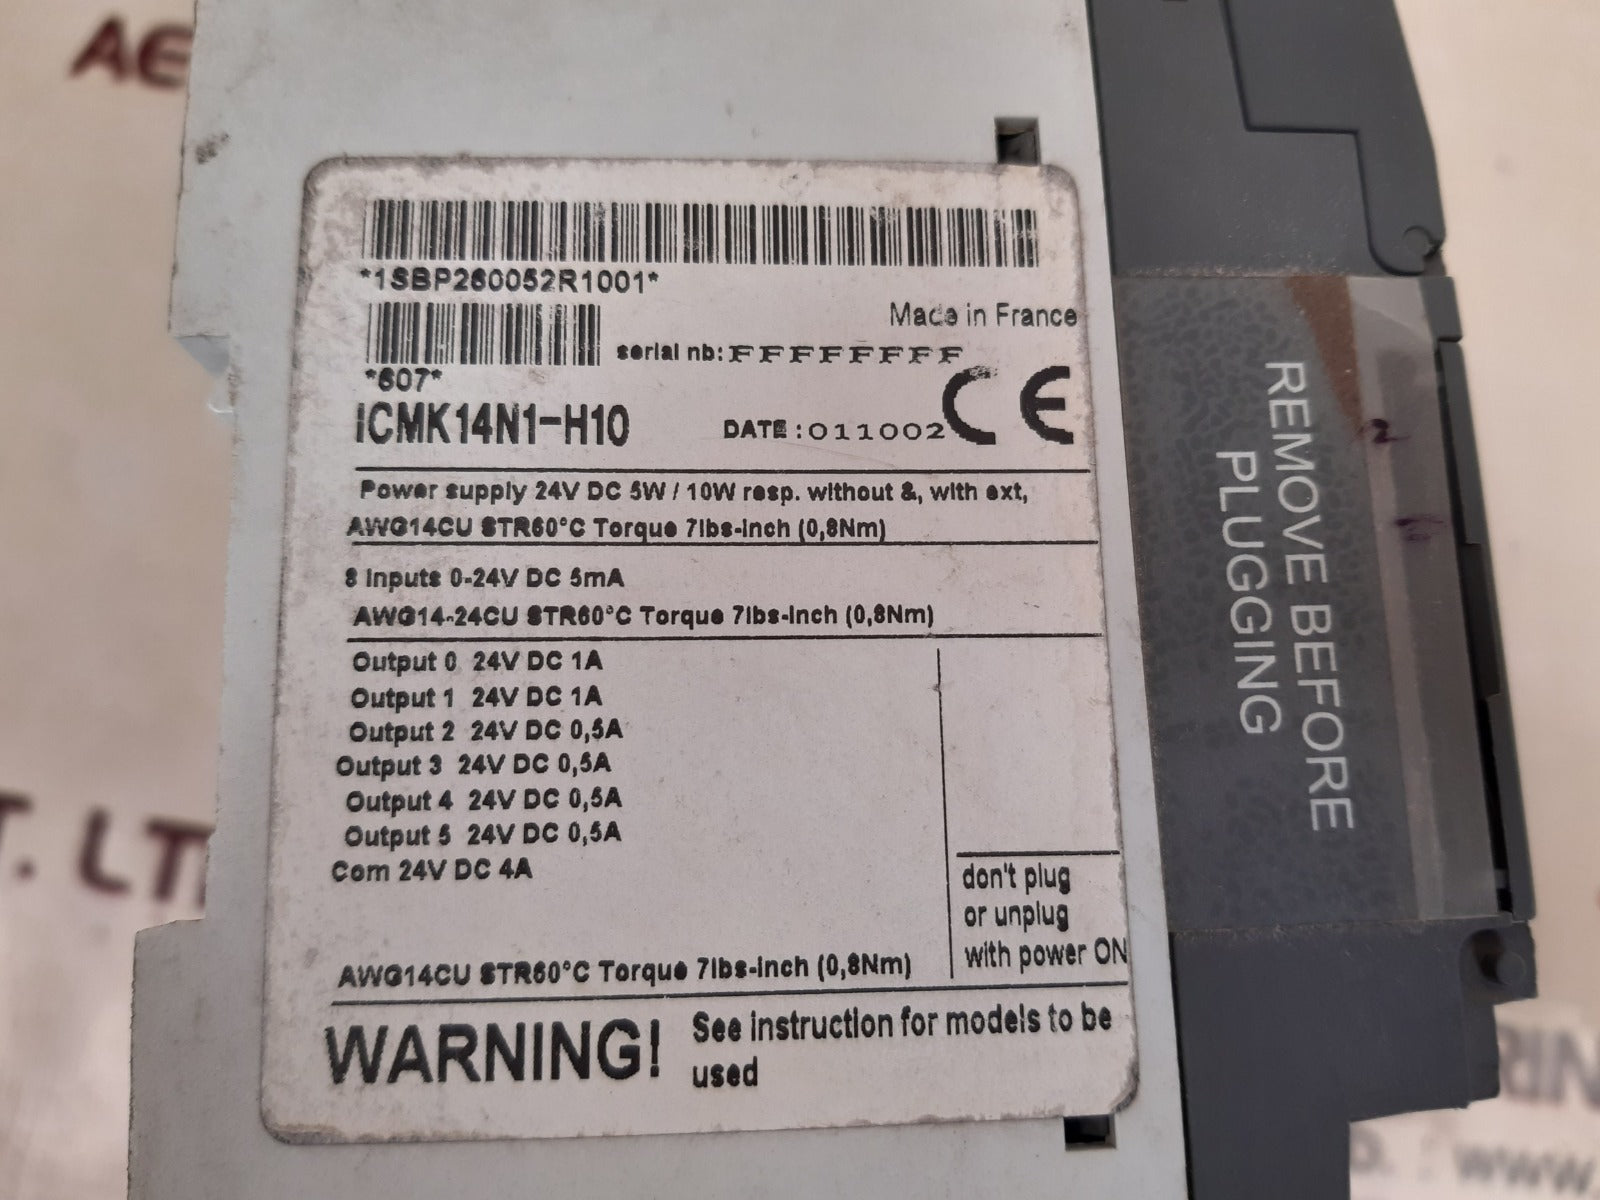 *1SBP260052R1001*
Made in France
serial nb: FFFFFFFF
*607*
ICMK14N1-H10
DATE : 011002
CE
Power supply 24V DC 5W / 10W resp. without &, with ext,
AWG14CU STR60°C Torque 7lbs-inch (0,8Nm)
8 Inputs 0-24V DC 5mA
AWG14-24CU STR60°C Torque 7lbs-inch (0,8Nm)
Output 0 24V DC 1A
Output 1 24V DC 1A
Output 2 24V DC 0,5A
Output 3 24V DC 0,5A
Output 4 24V DC 0,5A
Output 5 24V DC 0,5A
Com 24V DC 4A
don't plug
or unplug
with power ON
AWG14CU STR60°C Torque 7lbs-inch (0,8Nm)
WARNING! See instruction for models to be
used
REMOVE BEFORE
PLUGGING